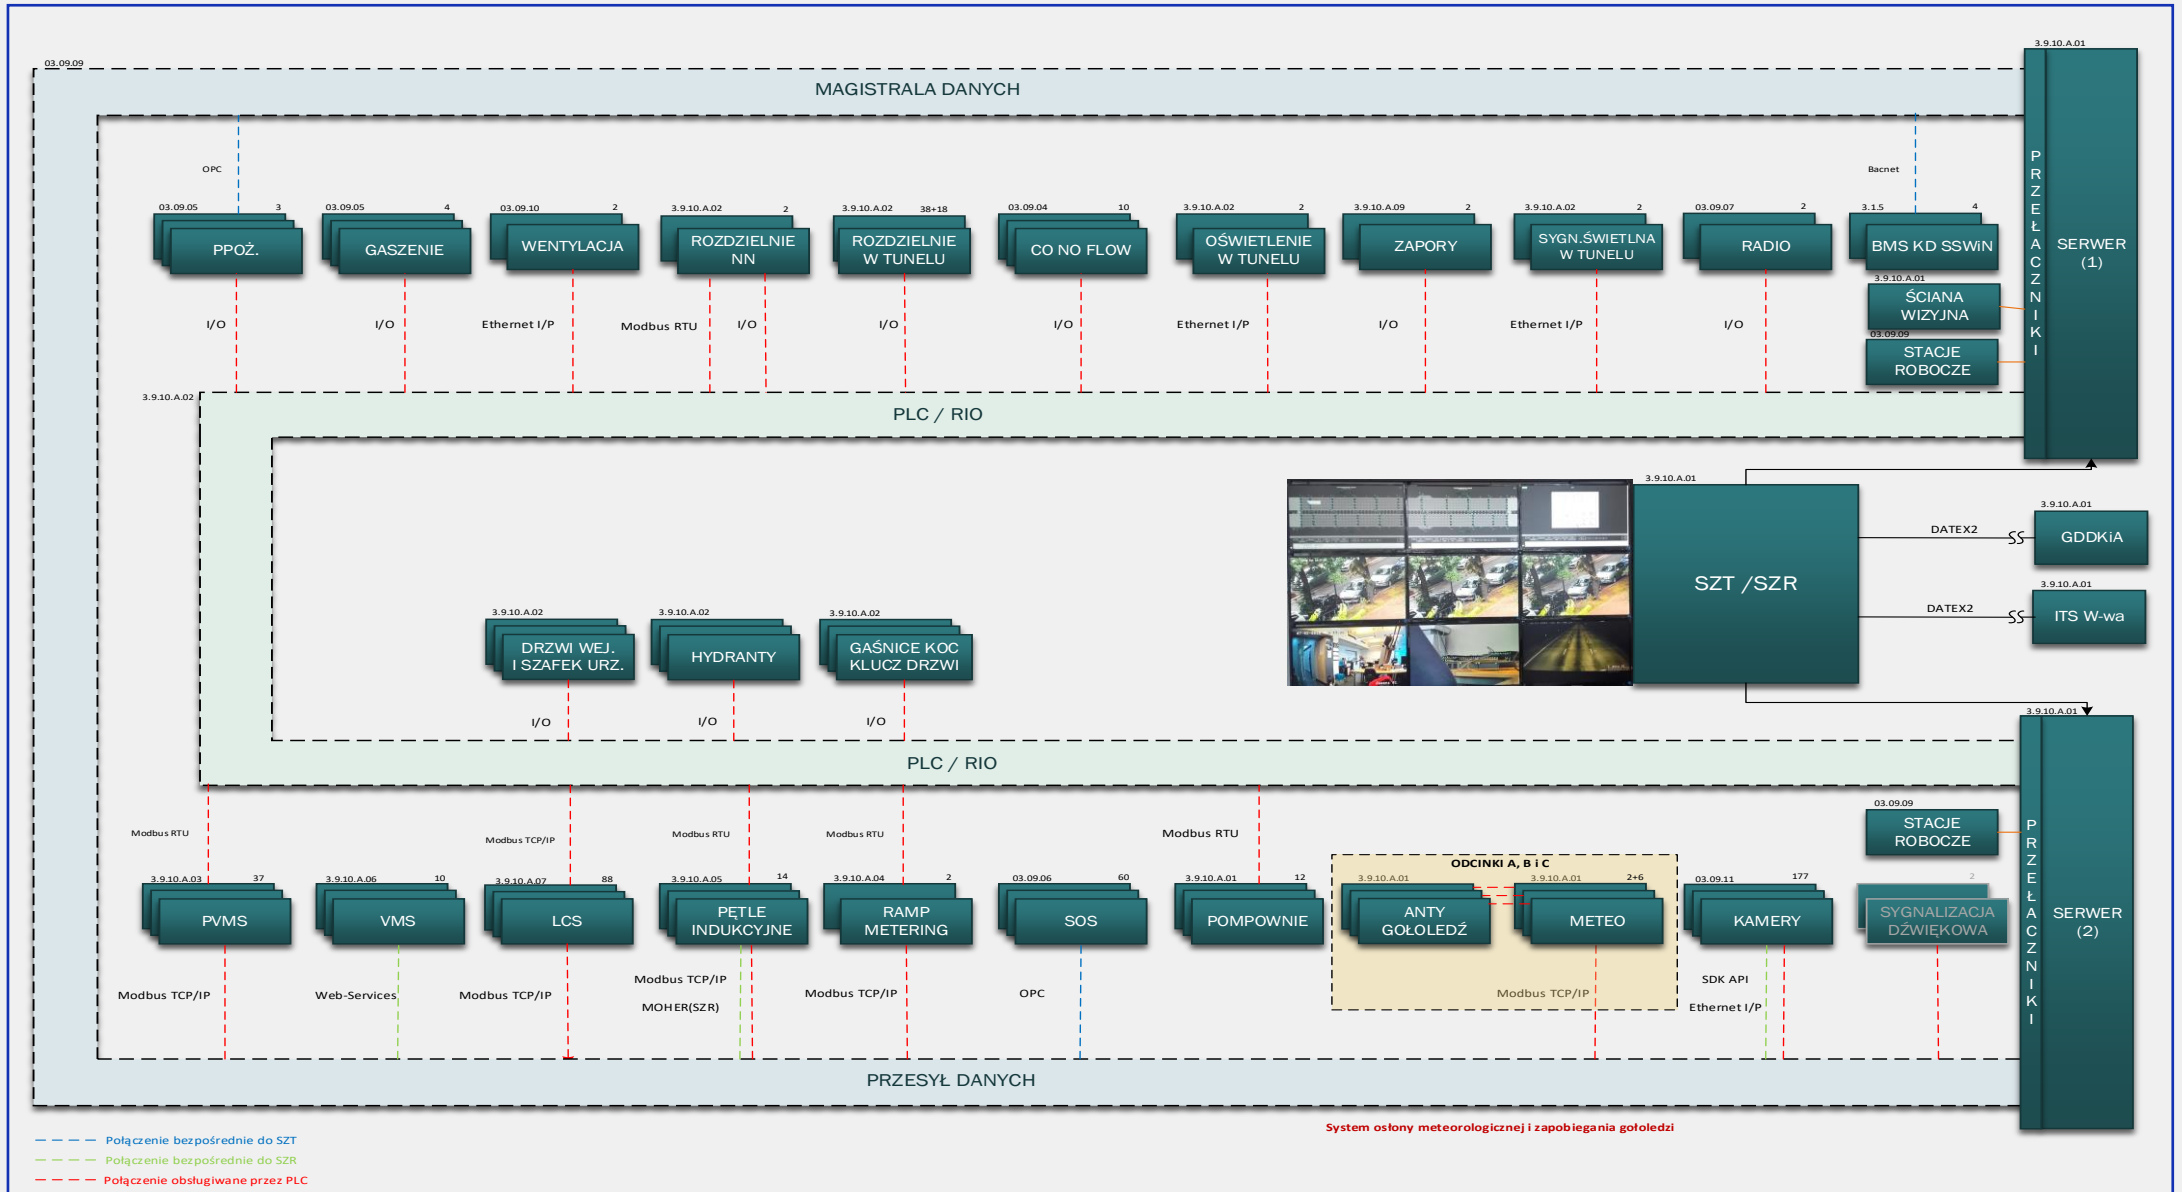 3.9.10.A.01
03.09.09
MAGISTRALA DANYCH
PRZEŁĄCZNIKI
SERWER
(1)
OPC
Bacnet
03.09.05 3
PPOŻ.
03.09.05 4
GASZENIE
03.09.10 2
WENTYLACJA
3.9.10.A.02 2
ROZDZIELNIE
NN
3.9.10.A.02 38+18
ROZDZIELNIE
W TUNELU
03.09.04 10
CO NO FLOW
3.9.10.A.02 2
OŚWIETLENIE
W TUNELU
3.9.10.A.09 2
ZAPORY
3.9.10.A.02 2
SYGN.ŚWIETLNA
W TUNELU
03.09.07 2
RADIO
3.1.5 4
BMS KD SSWiN
3.9.10.A.01
ŚCIANA
WIZYJNA
03.09.09
STACJE
ROBOCZE
I/O
I/O
Ethernet I/P
Modbus RTU
I/O
I/O
I/O
Ethernet I/P
I/O
Ethernet I/P
I/O
3.9.10.A.02
PLC / RIO
3.9.10.A.01
SZT /SZR
DATEX2
3.9.10.A.01
GDDKiA
DATEX2
3.9.10.A.01
ITS W-wa
3.9.10.A.02
DRZWI WEJ.
I SZAFEK URZ.
3.9.10.A.02
HYDRANTY
3.9.10.A.02
GAŚNICE KOC
KLUCZ DRZWI
I/O
I/O
I/O
PLC / RIO
3.9.10.A.01
PRZEŁĄCZNIKI
SERWER
(2)
Modbus RTU
Modbus TCP/IP
Modbus RTU
Modbus RTU
Modbus RTU
03.09.09
STACJE
ROBOCZE
ODCINKI A, B i C
3.9.10.A.03 37
PVMS
3.9.10.A.06 10
VMS
3.9.10.A.07 88
LCS
3.9.10.A.05 14
PĘTLE
INDUKCYJNE
3.9.10.A.04 2
RAMP
METERING
03.09.06 60
SOS
3.9.10.A.01 12
POMPOWNIE
3.9.10.A.01
ANTY
GOŁOLEDŹ
3.9.10.A.01 2+6
METEO
03.09.11 177
KAMERY
2
SYGNALIZACJA
DŹWIĘKOWA
Modbus TCP/IP
Web-Services
Modbus TCP/IP
Modbus TCP/IP
MOHER(SZR)
Modbus TCP/IP
OPC
Modbus TCP/IP
SDK API
Ethernet I/P
PRZESYŁ DANYCH
System osłony meteorologicznej i zapobiegania gołoledzi
Połączenie bezpośrednie do SZT
Połączenie bezpośrednie do SZR
Połączenie obsługiwane przez PLC